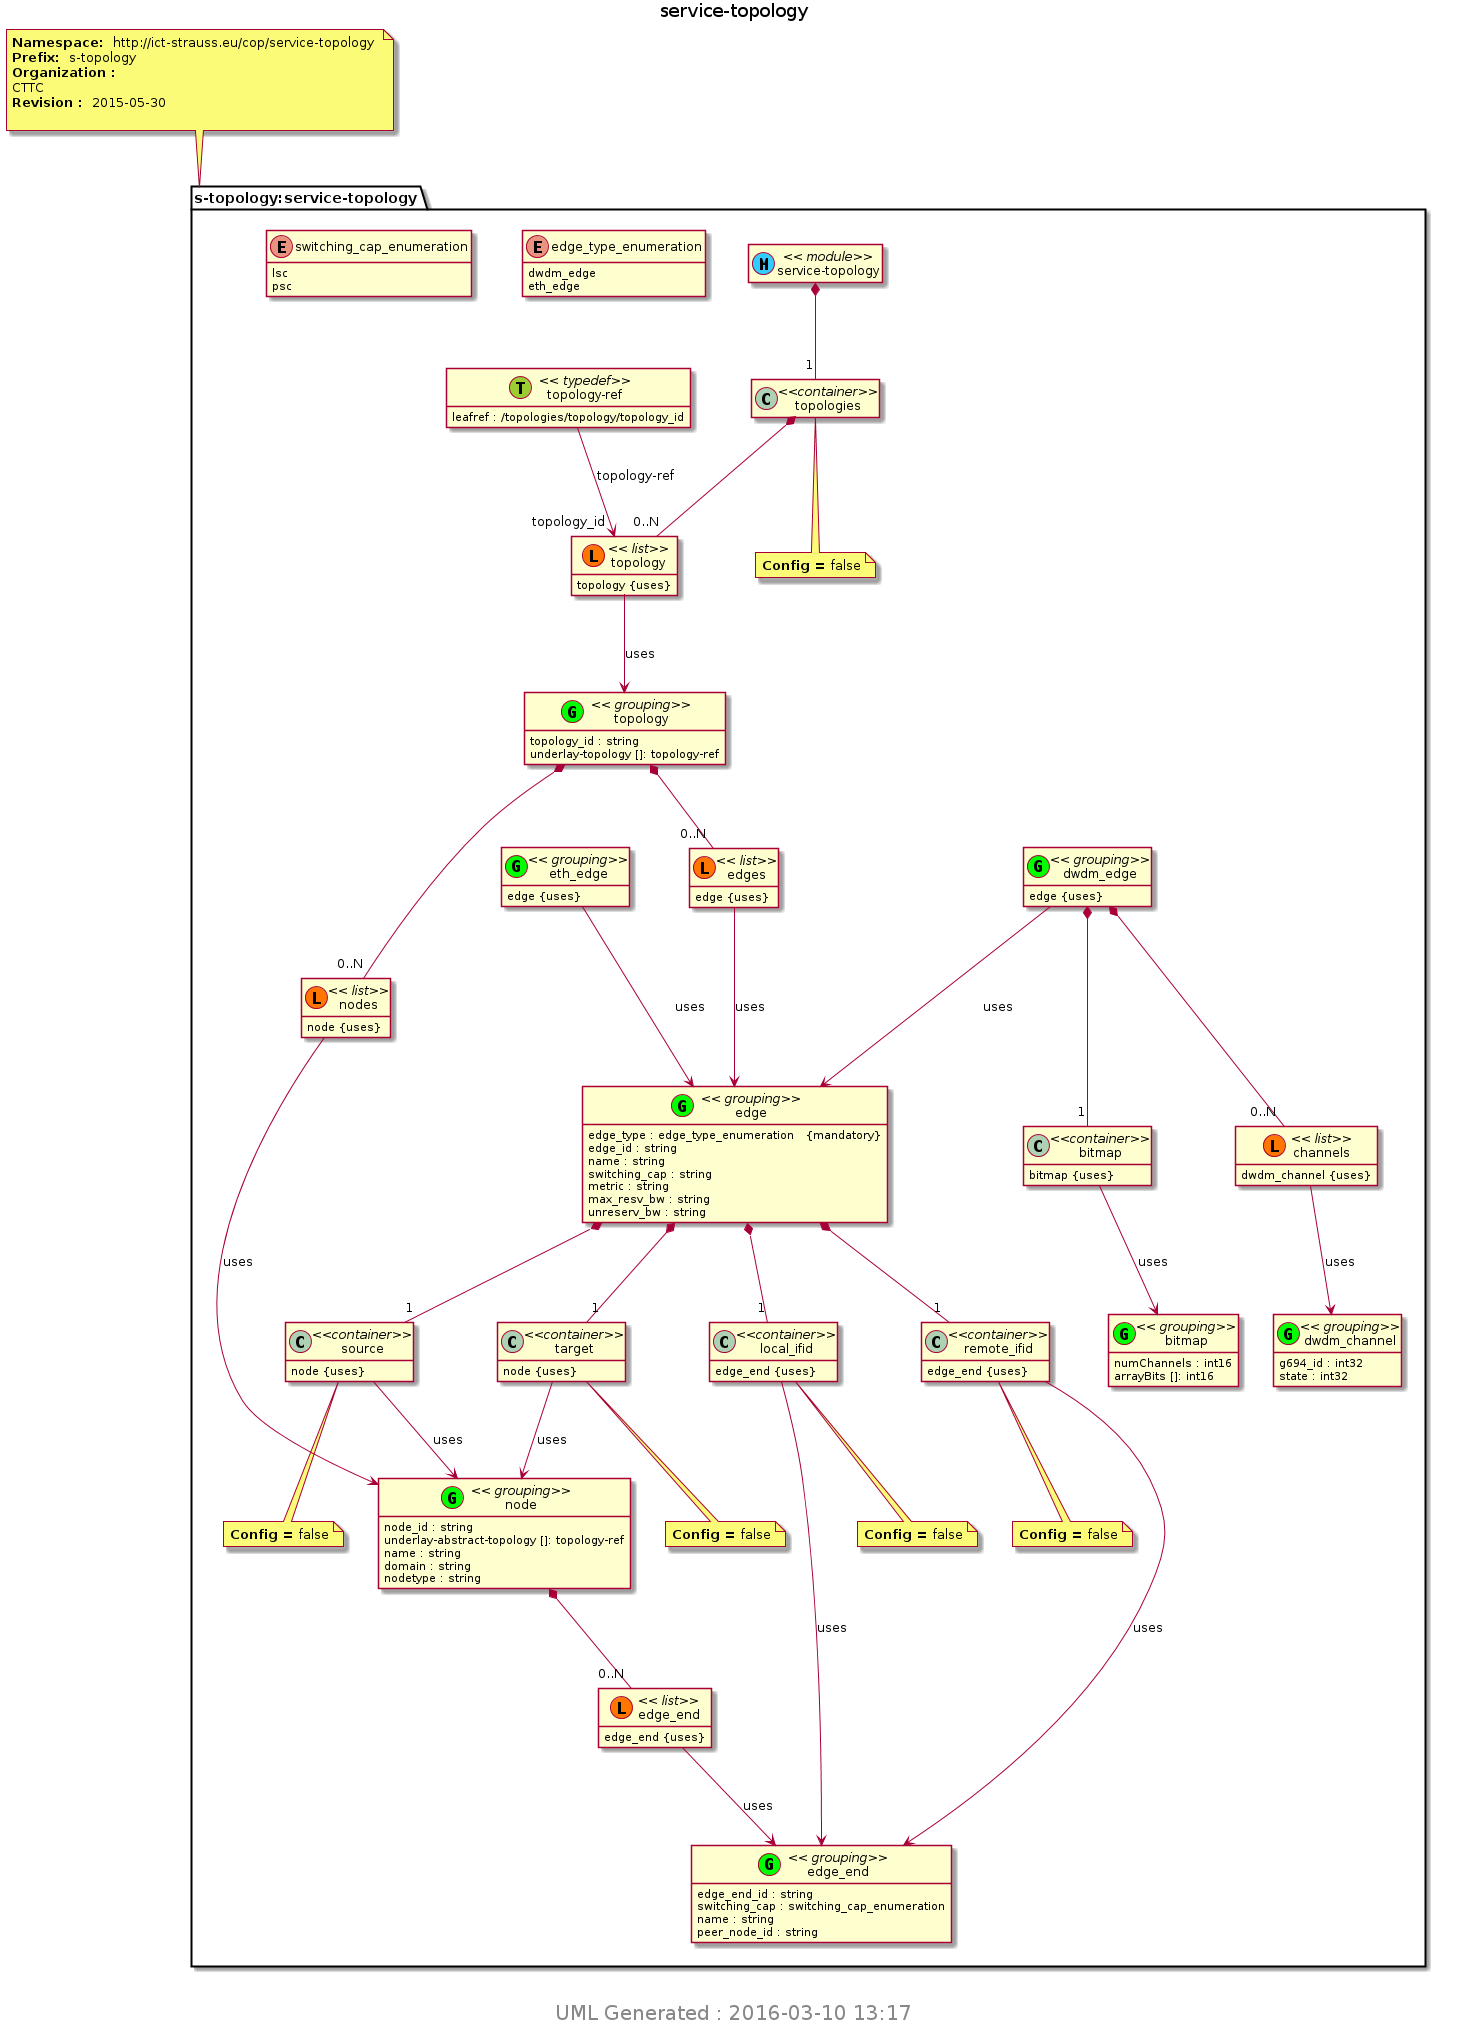 service-topology
Namespace:  http://ict-strauss.eu/cop/service-topology
Prefix:  s-topology
Organization :
CTTC
Revision :  2015-05-30
s-topology:service-topology
E switching_cap_enumeration
lsc
psc
E edge_type_enumeration
dwdm_edge
eth_edge
M << module>>
service-topology
1
T << typedef>>
topology-ref
leafref : /topologies/topology/topology_id
C <<container>>
topologies
topology-ref
topology_id
0..N
L << list>>
topology
topology {uses}
Config = false
uses
G << grouping>>
topology
topology_id : string
underlay-topology []: topology-ref
0..N
G << grouping>>
eth_edge
edge {uses}
L << list>>
edges
edge {uses}
G << grouping>>
dwdm_edge
edge {uses}
0..N
L << list>>
nodes
node {uses}
uses
uses
uses
G << grouping>>
edge
edge_type : edge_type_enumeration   {mandatory}
edge_id : string
name : string
switching_cap : string
metric : string
max_resv_bw : string
unreserv_bw : string
1
0..N
C <<container>>
bitmap
bitmap {uses}
L << list>>
channels
dwdm_channel {uses}
uses
uses
uses
1
1
1
1
C <<container>>
source
node {uses}
C <<container>>
target
node {uses}
C <<container>>
local_ifid
edge_end {uses}
C <<container>>
remote_ifid
edge_end {uses}
G << grouping>>
bitmap
numChannels : int16
arrayBits []: int16
G << grouping>>
dwdm_channel
g694_id : int32
state : int32
uses
uses
Config = false
G << grouping>>
node
node_id : string
underlay-abstract-topology []: topology-ref
name : string
domain : string
nodetype : string
Config = false
Config = false
Config = false
uses
uses
0..N
L << list>>
edge_end
edge_end {uses}
uses
G << grouping>>
edge_end
edge_end_id : string
switching_cap : switching_cap_enumeration
name : string
peer_node_id : string
UML Generated : 2016-03-10 13:17